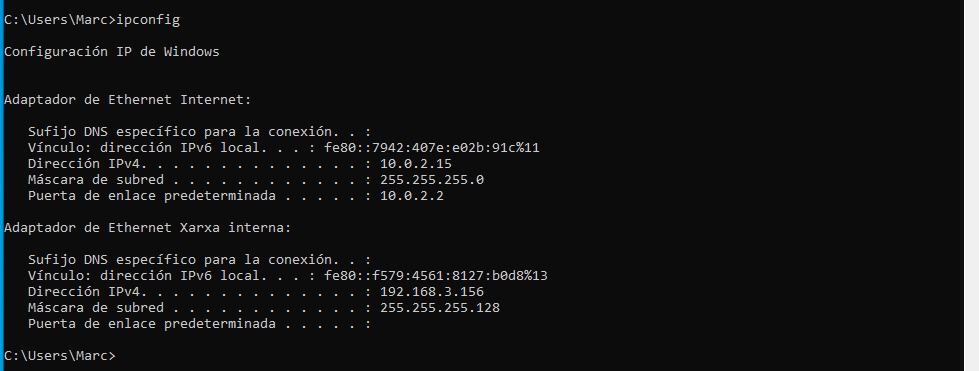 C:\Users\Marc>ipconfig
Configuración IP de Windows
Adaptador de Ethernet Internet:
Sufijo DNS específico para la conexión. . :
Vínculo: dirección IPv6 local. . . : fe80::7942:407e:e02b:91c%11
Dirección IPv4. . . . . . . . . . . . . . : 10.0.2.15
Máscara de subred . . . . . . . . . . . . : 255.255.255.0
Puerta de enlace predeterminada . . . . . : 10.0.2.2
Adaptador de Ethernet Xarxa interna:
Sufijo DNS específico para la conexión. . :
Vínculo: dirección IPv6 local. . . : fe80::f579:4561:8127:b0d8%13
Dirección IPv4. . . . . . . . . . . . . . : 192.168.3.156
Máscara de subred . . . . . . . . . . . . : 255.255.255.128
Puerta de enlace predeterminada . . . . . :
C:\Users\Marc>